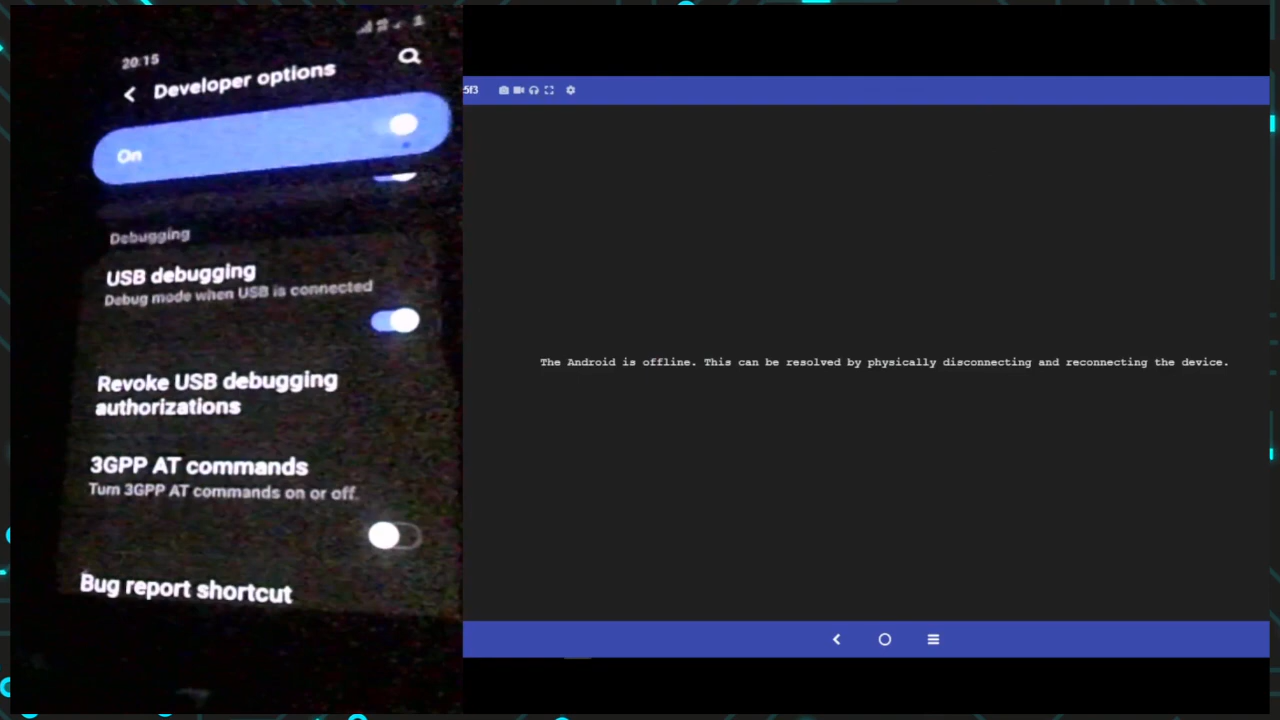 20:15
Developer options
On
Debugging
USB debugging
Debug mode when USB is connected
Revoke USB debugging
authorizations
3GPP AT commands
Turn 3GPP AT commands on or off.
Bug report shortcut
5f3
The Android is offline. This can be resolved by physically disconnecting and reconnecting the device.